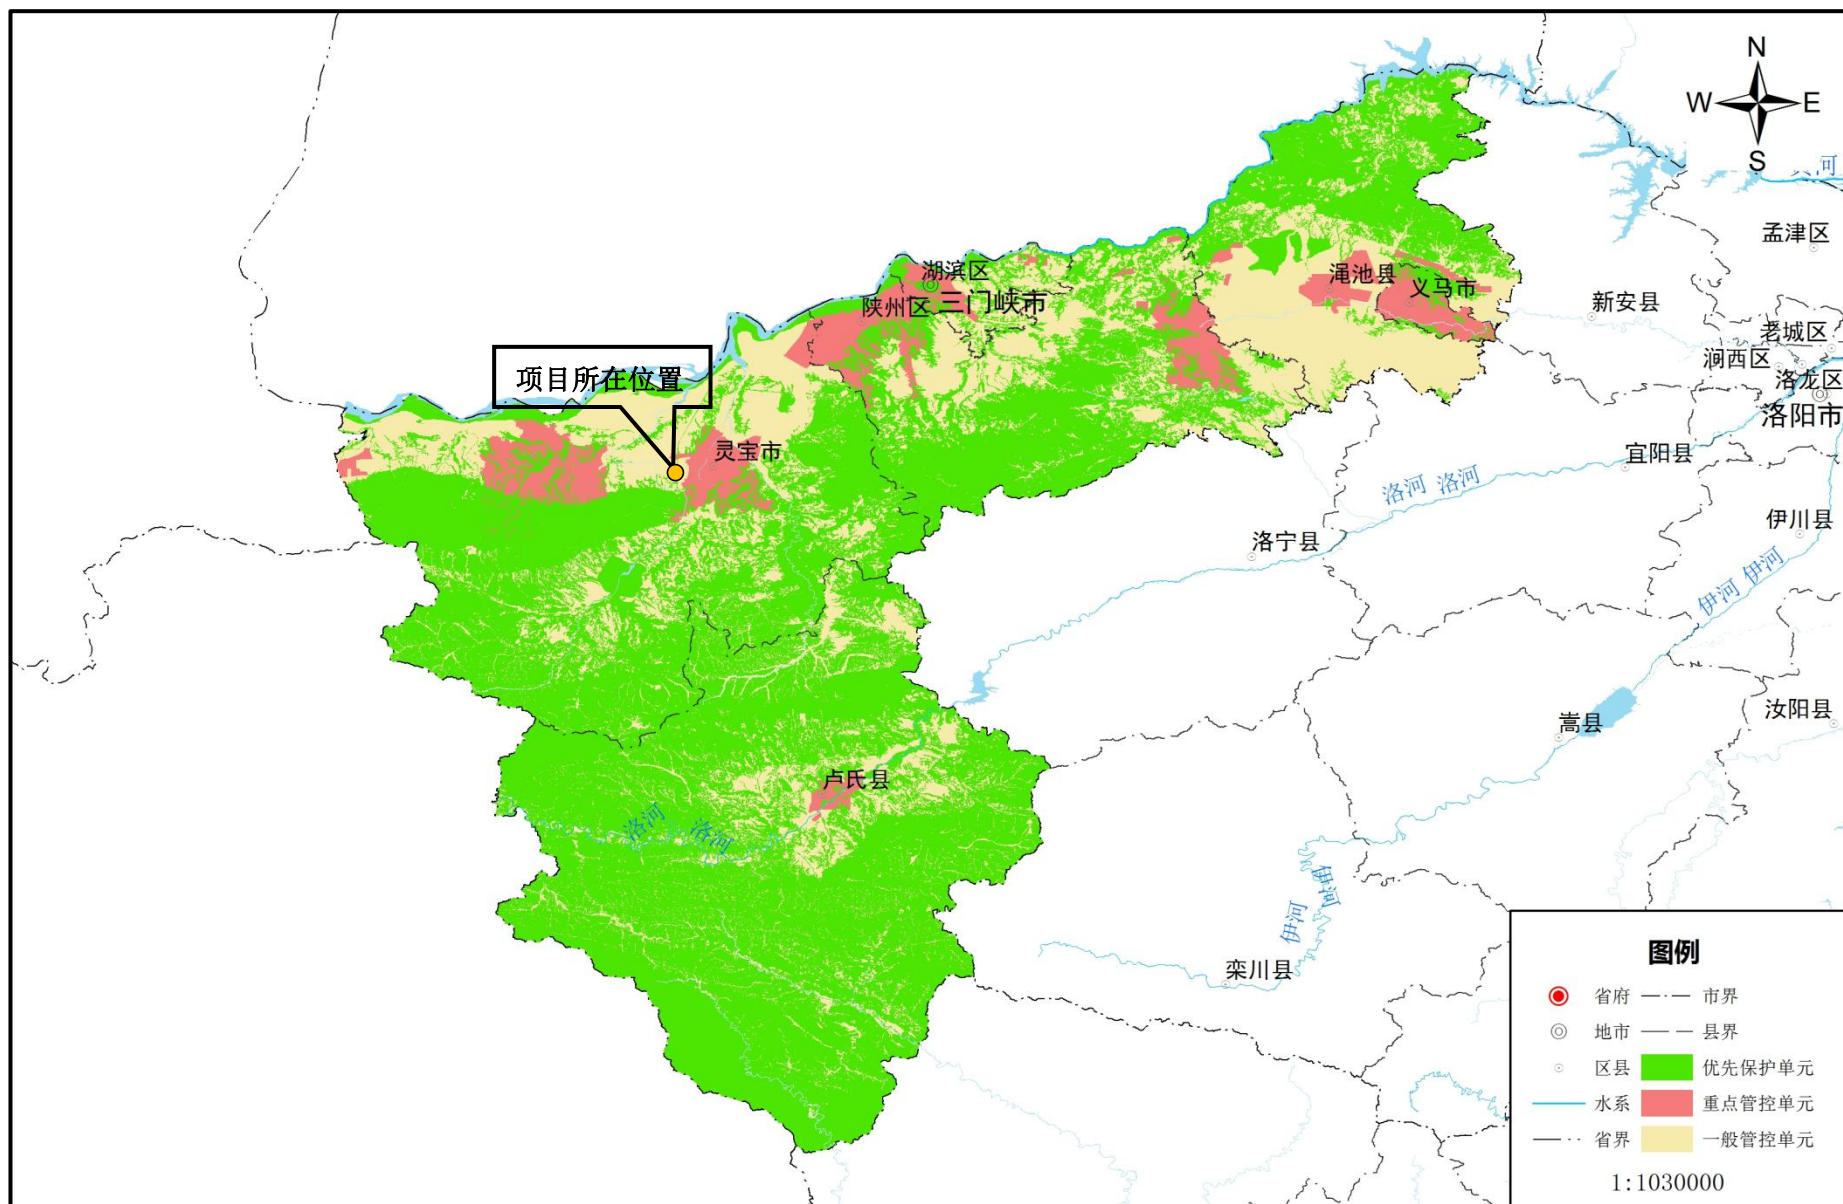 N
W
E
S
河
孟津区
湖滨区
三门峡市
陕州区
渑池县
义马市
新安县
老城区
涧西区
洛龙区
洛阳市
项目所在位置
灵宝市
宜阳县
洛河 洛河
伊川县
洛宁县
伊河 伊河
汝阳县
嵩县
卢氏县
洛河 洛河
伊河
伊河
栾川县
图例
省府 市界
地市 县界
区县 优先保护单元
水系 重点管控单元
省界 一般管控单元
1:1030000